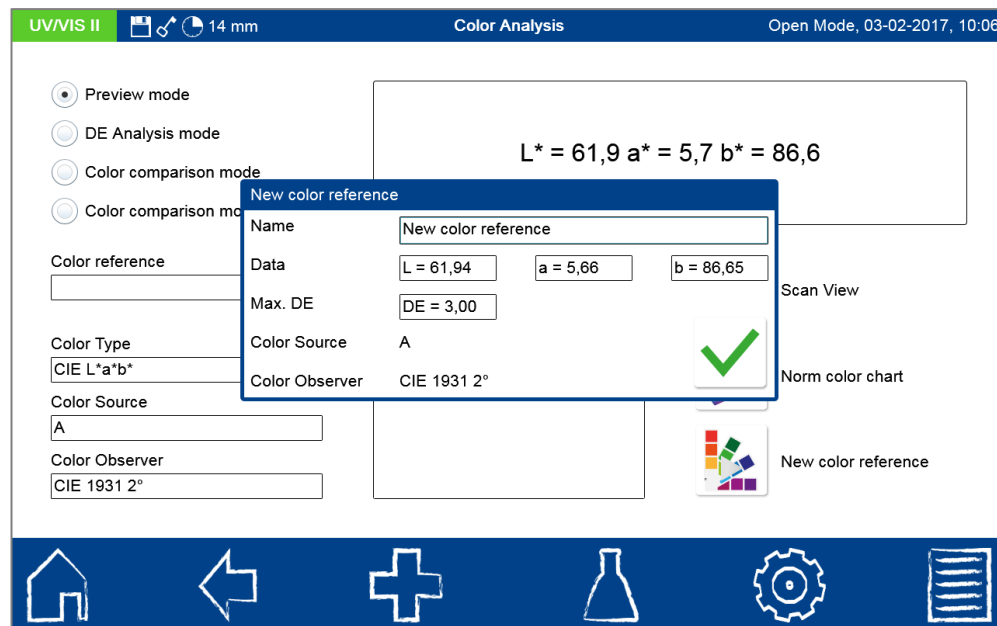 UV/VIS II 14 mm Color Analysis Open Mode, 03-02-2017, 10:06
Preview mode
DE Analysis mode
Color comparison mode
Color comparison mo
L* = 61,9 a* = 5,7 b* = 86,6
New color reference
Name New color reference
Data L = 61,94 a = 5,66 b = 86,65
Max. DE DE = 3,00
Color Source A
Color Observer CIE 1931 2°
Color reference
Color Type
CIE L*a*b*
Color Source
A
Color Observer
CIE 1931 2°
Scan View
Norm color chart
New color reference